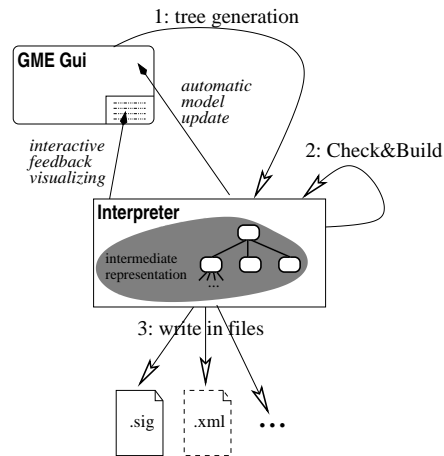 1: tree generation
GME Gui
automatic
model
update
interactive
feedback
visualizing
2: Check&Build
Interpreter
intermediate
representation
...
3: write in files
.sig
.xml
...